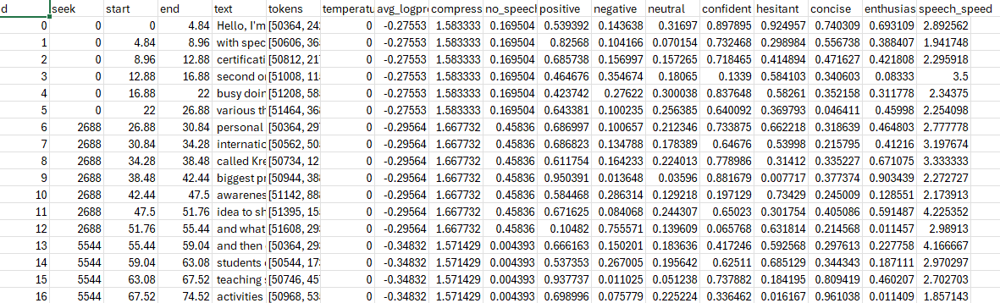 d seek start end text tokens temperatu avg_logpro compress no_speech positive negative neutral confident hesitant concise enthusias speech_speed
0 0 0 4.84 Hello, I'm [50364, 242 0 -0.27553 1.583333 0.169504 0.539392 0.143638 0.31697 0.897895 0.924957 0.740309 0.693109 2.892562
1 0 4.84 8.96 with spec [50606, 36 0 -0.27553 1.583333 0.169504 0.82568 0.104166 0.070154 0.732468 0.298984 0.556738 0.388407 1.941748
2 0 8.96 12.88 certificati [50812, 21 0 -0.27553 1.583333 0.169504 0.685738 0.156997 0.157265 0.718465 0.414894 0.471627 0.421808 2.295918
3 0 12.88 16.88 second o [51008, 11 0 -0.27553 1.583333 0.169504 0.464676 0.354674 0.18065 0.1339 0.584103 0.340603 0.08333 3.5
4 0 16.88 22 busy doir [51208, 58 0 -0.27553 1.583333 0.169504 0.423742 0.27622 0.300038 0.837648 0.58261 0.352158 0.311778 2.34375
5 0 22 26.88 various th [51464, 36 0 -0.27553 1.583333 0.169504 0.643381 0.100235 0.256385 0.640092 0.369793 0.046411 0.45998 2.254098
6 2688 26.88 30.84 personal [50364, 297 0 -0.29564 1.667732 0.45836 0.686997 0.100657 0.212346 0.733875 0.662218 0.318639 0.464803 2.777778
7 2688 30.84 34.28 internatic [50562, 50 0 -0.29564 1.667732 0.45836 0.686823 0.134788 0.178389 0.64676 0.53998 0.215795 0.41216 3.197674
8 2688 34.28 38.48 called Kre [50734, 12 0 -0.29564 1.667732 0.45836 0.611754 0.164233 0.224013 0.778986 0.31412 0.335227 0.671075 3.333333
9 2688 38.48 42.44 biggest p [50944, 38 0 -0.29564 1.667732 0.45836 0.950391 0.013648 0.03596 0.881679 0.007717 0.377374 0.903439 2.272727
10 2688 42.44 47.5 awarenes [51142, 88 0 -0.29564 1.667732 0.45836 0.584468 0.286314 0.129218 0.197129 0.73429 0.245009 0.128551 2.173913
11 2688 47.5 51.76 idea to sh [51395, 15 0 -0.29564 1.667732 0.45836 0.671625 0.084068 0.244307 0.65023 0.301754 0.405086 0.591487 4.225352
12 2688 51.76 55.44 and what [51608, 29 0 -0.29564 1.667732 0.45836 0.10482 0.755571 0.139609 0.065768 0.631814 0.214568 0.011457 2.98913
13 5544 55.44 59.04 and then [50364, 29 0 -0.34832 1.571429 0.004393 0.666163 0.150201 0.183636 0.417246 0.592568 0.297613 0.227758 4.166667
14 5544 59.04 63.08 students [50544, 17 0 -0.34832 1.571429 0.004393 0.537353 0.267005 0.195642 0.62511 0.685129 0.344343 0.187111 2.970297
15 5544 63.08 67.52 teaching [50746, 457 0 -0.34832 1.571429 0.004393 0.937737 0.011025 0.051238 0.737882 0.184195 0.809419 0.460207 2.702703
16 5544 67.52 74.52 activities [50968, 53 0 -0.34832 1.571429 0.004393 0.698996 0.075779 0.225224 0.336462 0.016167 0.961038 0.011409 1.857143